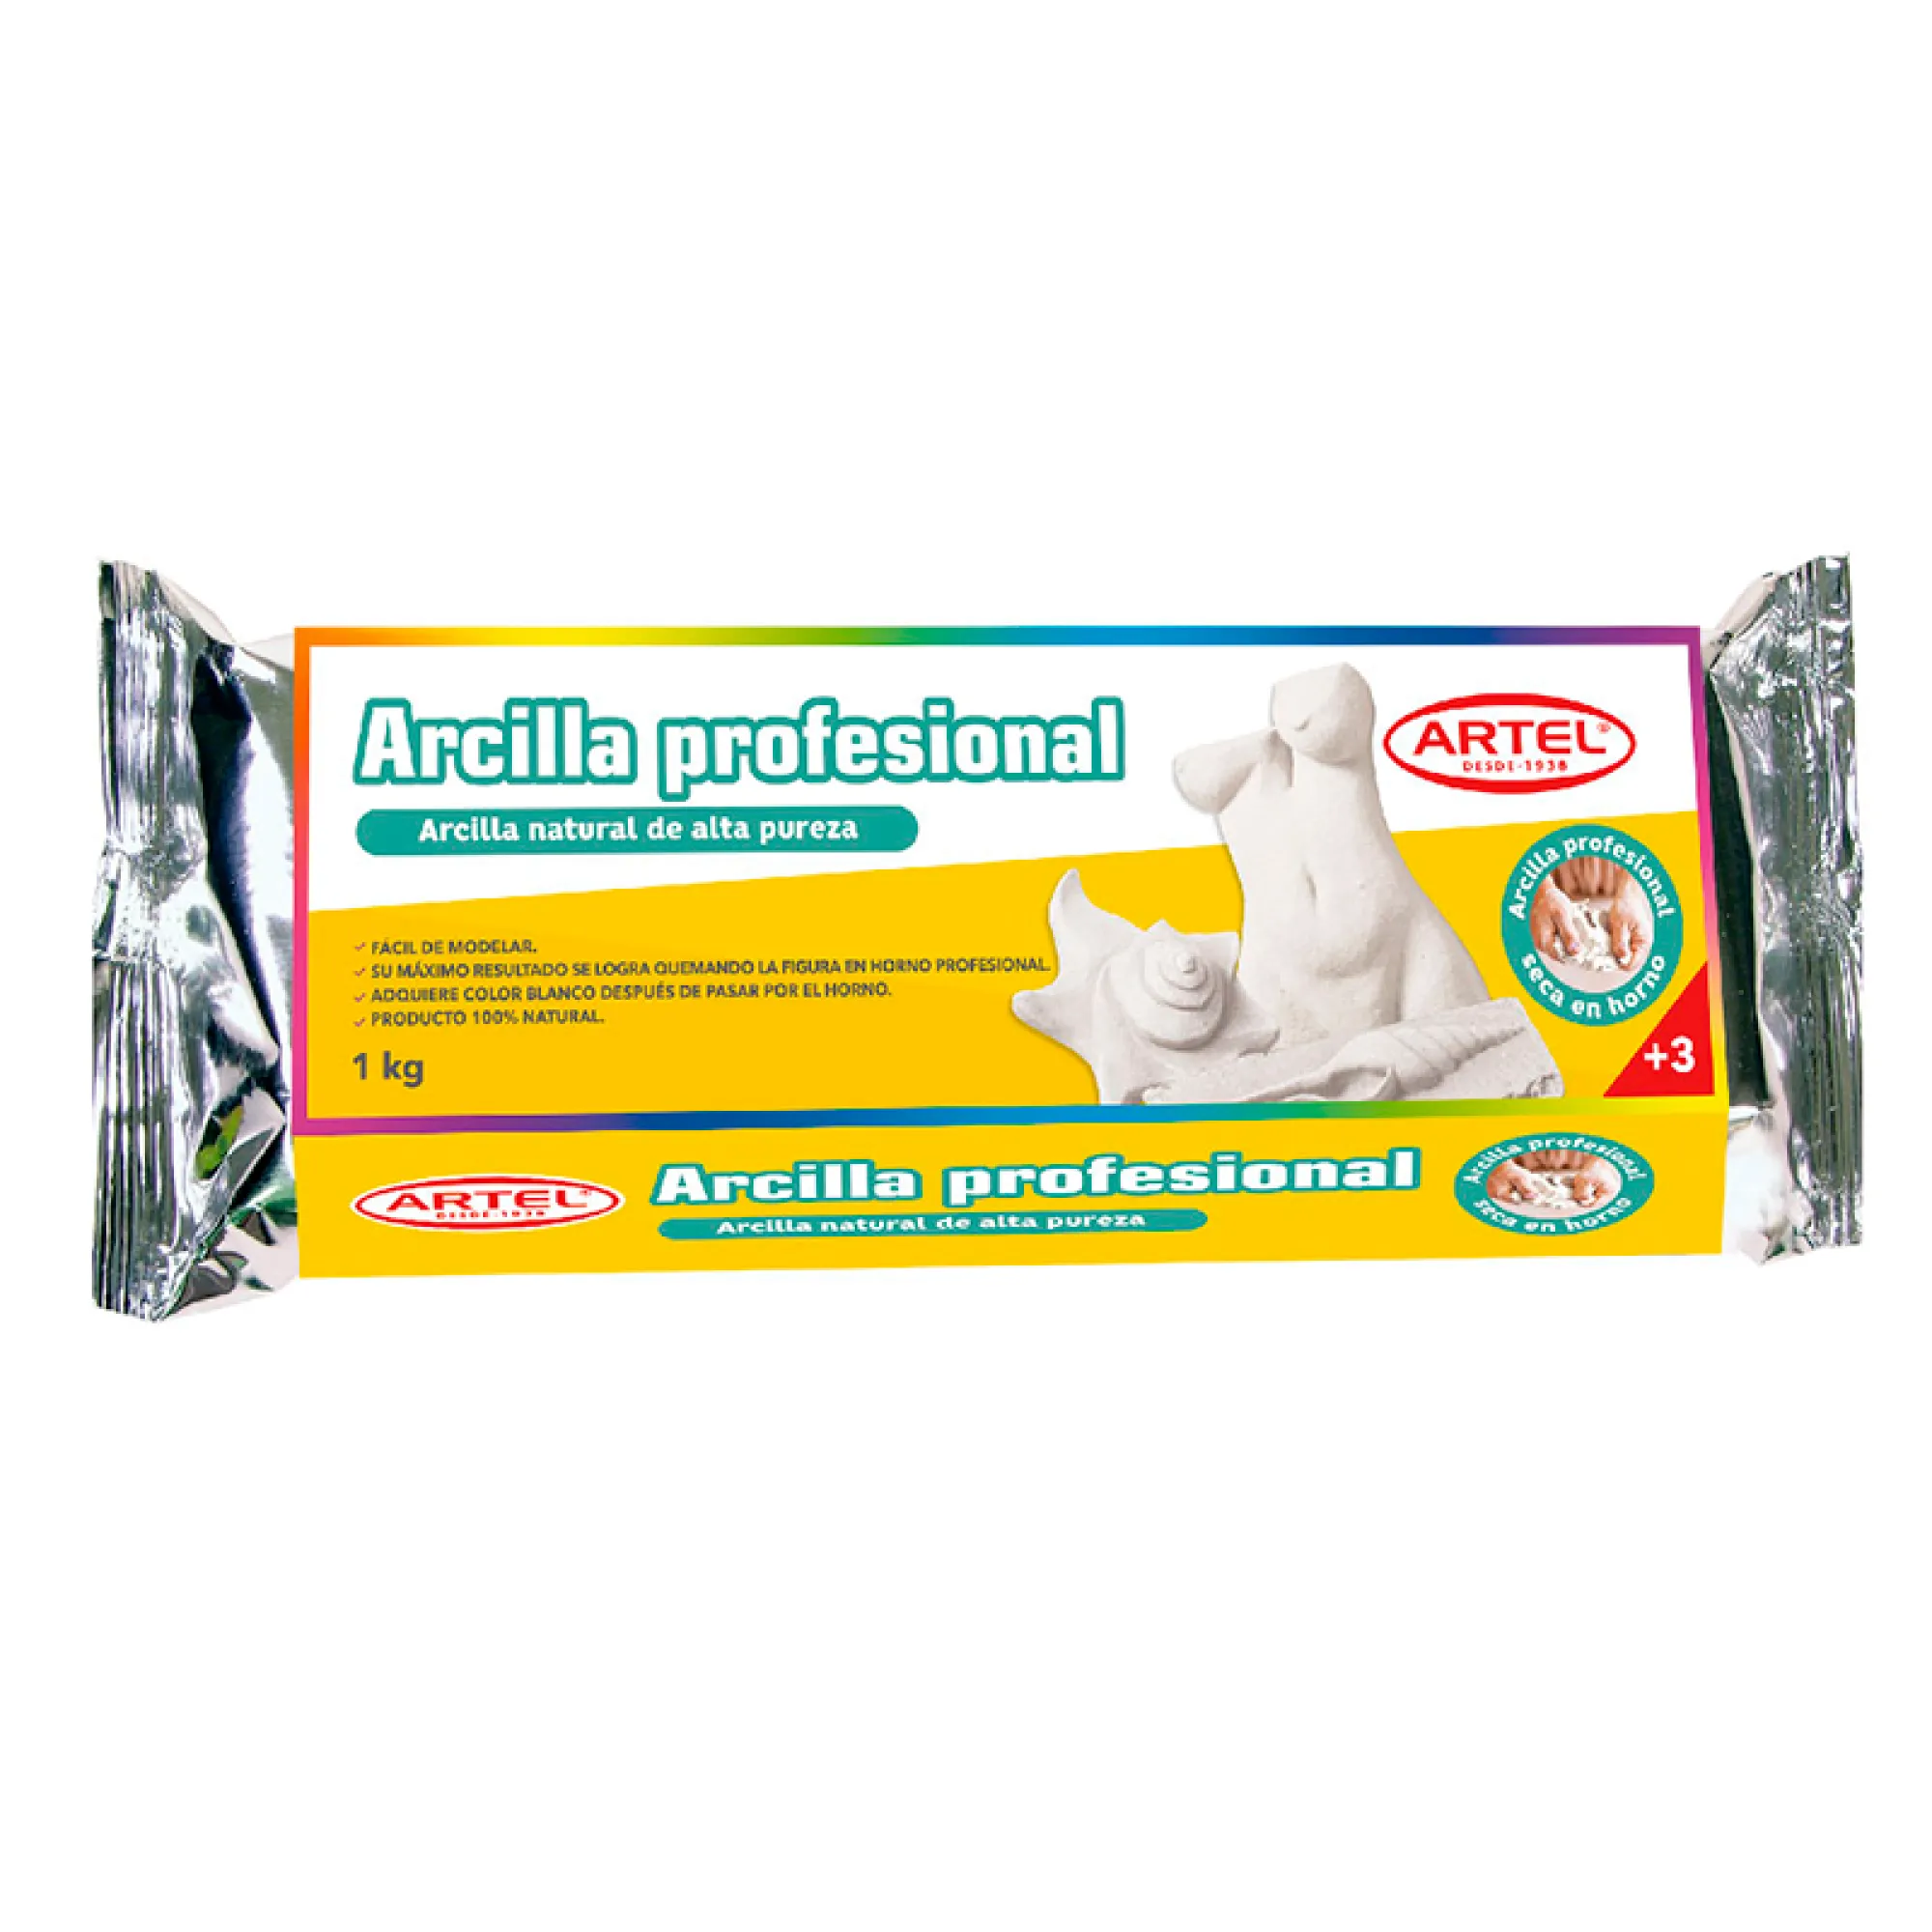 Arcilla profesional
Arcilla natural de alta pureza
ARTEL®
DESDE-1938
Arcilla profesional
seca en horno
✓ FÁCIL DE MODELAR.
✓ SU MÁXIMO RESULTADO SE LOGRA QUEMANDO LA FIGURA EN HORNO PROFESIONAL.
✓ ADQUIERE COLOR BLANCO DESPUÉS DE PASAR POR EL HORNO.
✓ PRODUCTO 100% NATURAL.
1 kg
+3
ARTEL®
DESDE-1938
Arcilla profesional
Arcilla natural de alta pureza
Arcilla profesional
seca en horno